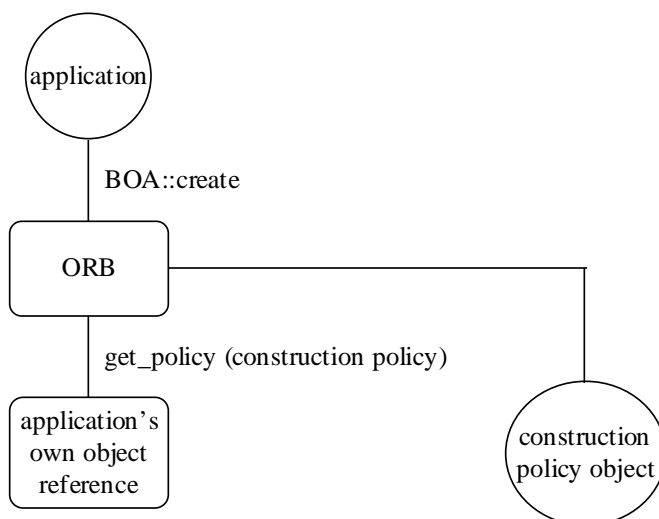 application
BOA::create
ORB
get_policy (construction policy)
application’s
own object
reference
construction
policy object